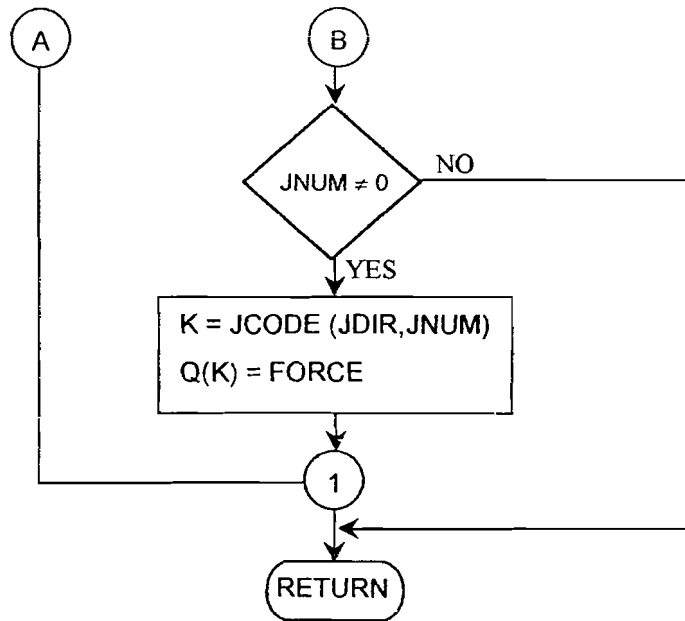 A
B
JNUM ≠ 0
NO
YES
K = JCODE (JDIR,JNUM)
Q(K) = FORCE
1
RETURN